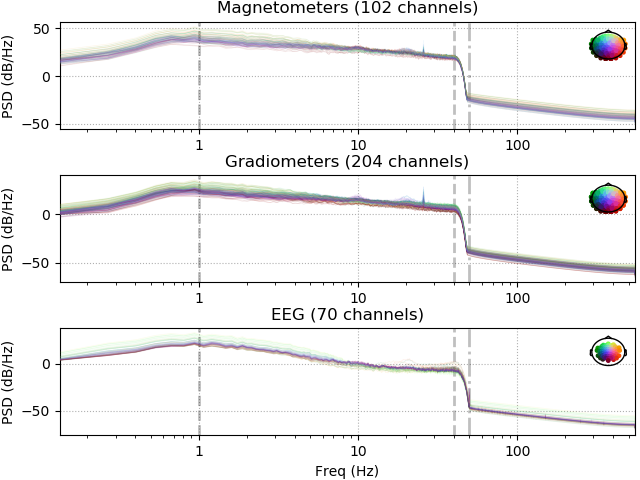 Magnetometers (102 channels)
PSD (dB/Hz)
50
0
−50
1
10
100
Gradiometers (204 channels)
PSD (dB/Hz)
0
−50
1
10
100
EEG (70 channels)
PSD (dB/Hz)
0
−50
1
10
100
Freq (Hz)